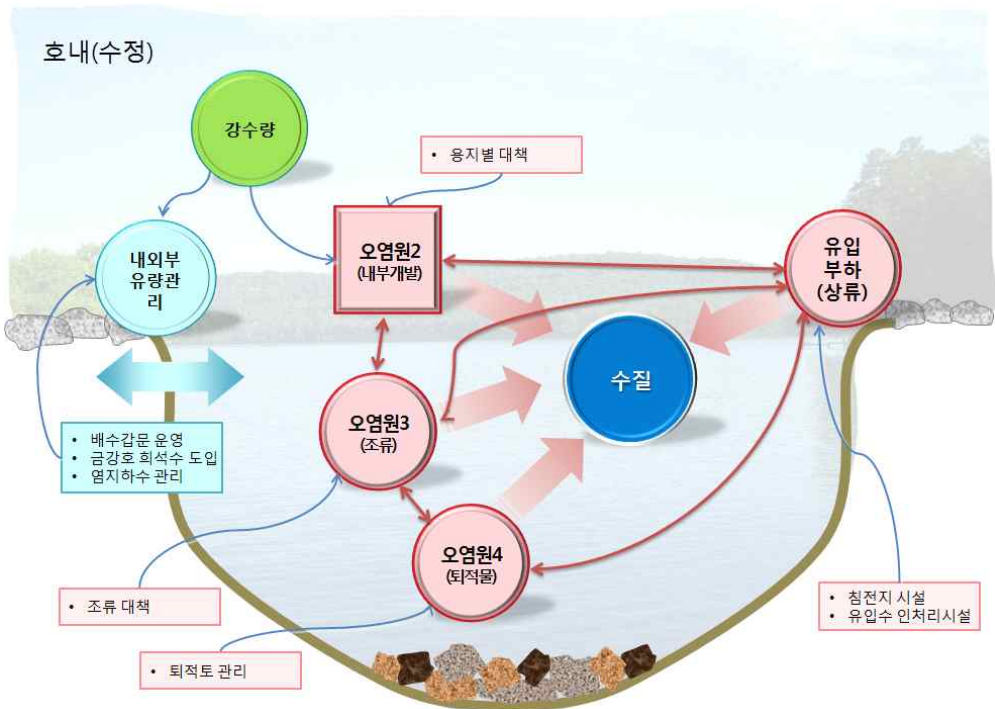 호내(수정)
강수량
• 용지별 대책
내외부
유량관
리
오염원2
(내부개발)
유입
부하
(상류)
수질
오염원3
(조류)
• 배수갑문 운영
• 금강호 희석수 도입
• 염지하수 관리
오염원4
(퇴적물)
• 조류 대책
• 침전지 시설
• 유입수 인처리시설
• 퇴적토 관리